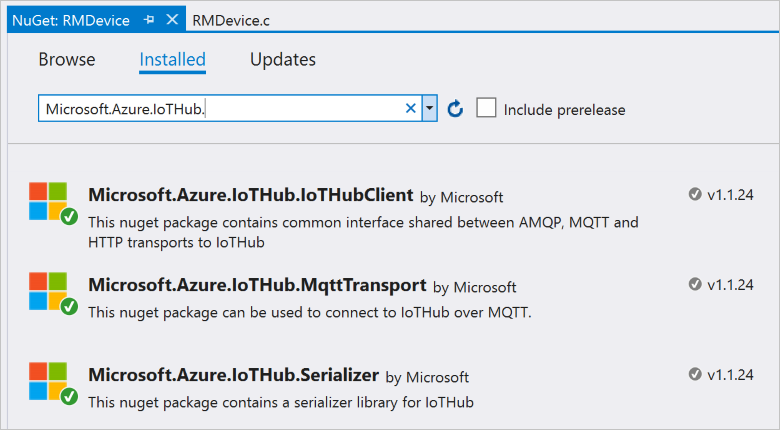 NuGet: RMDevice RMDevice.c
Browse Installed Updates
Microsoft.Azure.IoTHub. Include prerelease
Microsoft.Azure.IoTHub.IoTHubClient by Microsoft v1.1.24
This nuget package contains common interface shared between AMQP, MQTT and
HTTP transports to IoTHub
Microsoft.Azure.IoTHub.MqttTransport by Microsoft v1.1.24
This nuget package can be used to connect to IoTHub over MQTT.
Microsoft.Azure.IoTHub.Serializer by Microsoft v1.1.24
This nuget package contains a serializer library for IoTHub